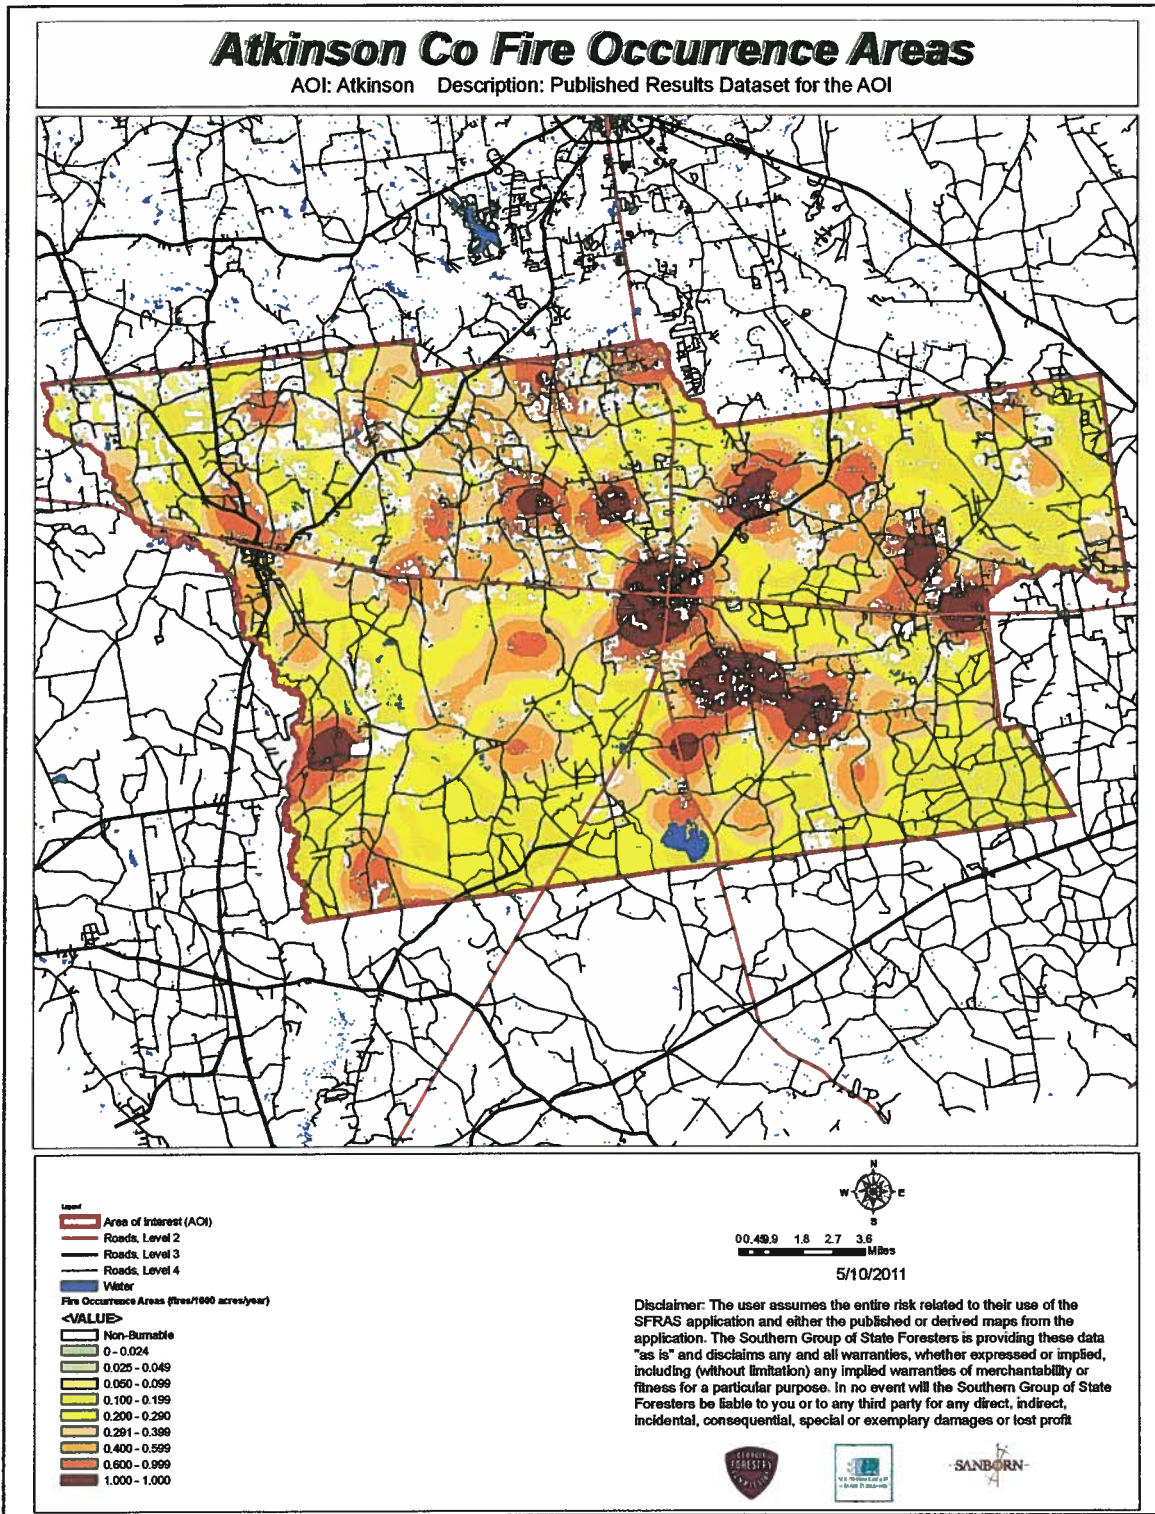 Atkinson Co Fire Occurrence Areas
AOI: Atkinson Description: Published Results Dataset for the AOI
N
W E
S
0 0.45 0.9 1.8 2.7 3.6
Miles
5/10/2011
Legend
Area of Interest (AOI)
Roads, Level 2
Roads, Level 3
Roads, Level 4
Water
Fire Occurrence Areas (fires/1000 acres/year)
<VALUE>
Non-Burnable
0 - 0.024
0.025 - 0.049
0.050 - 0.099
0.100 - 0.199
0.200 - 0.290
0.291 - 0.399
0.400 - 0.599
0.600 - 0.999
1.000 - 1.000
Disclaimer: The user assumes the entire risk related to their use of the
SFRAS application and either the published or derived maps from the
application. The Southern Group of State Foresters is providing these data
"as is" and disclaims any and all warranties, whether expressed or implied,
including (without limitation) any implied warranties of merchantability or
fitness for a particular purpose. In no event will the Southern Group of State
Foresters be liable to you or to any third party for any direct, indirect,
incidental, consequential, special or exemplary damages or lost profit
GEORGIA
FORESTRY
COMMISSION
SANBORN